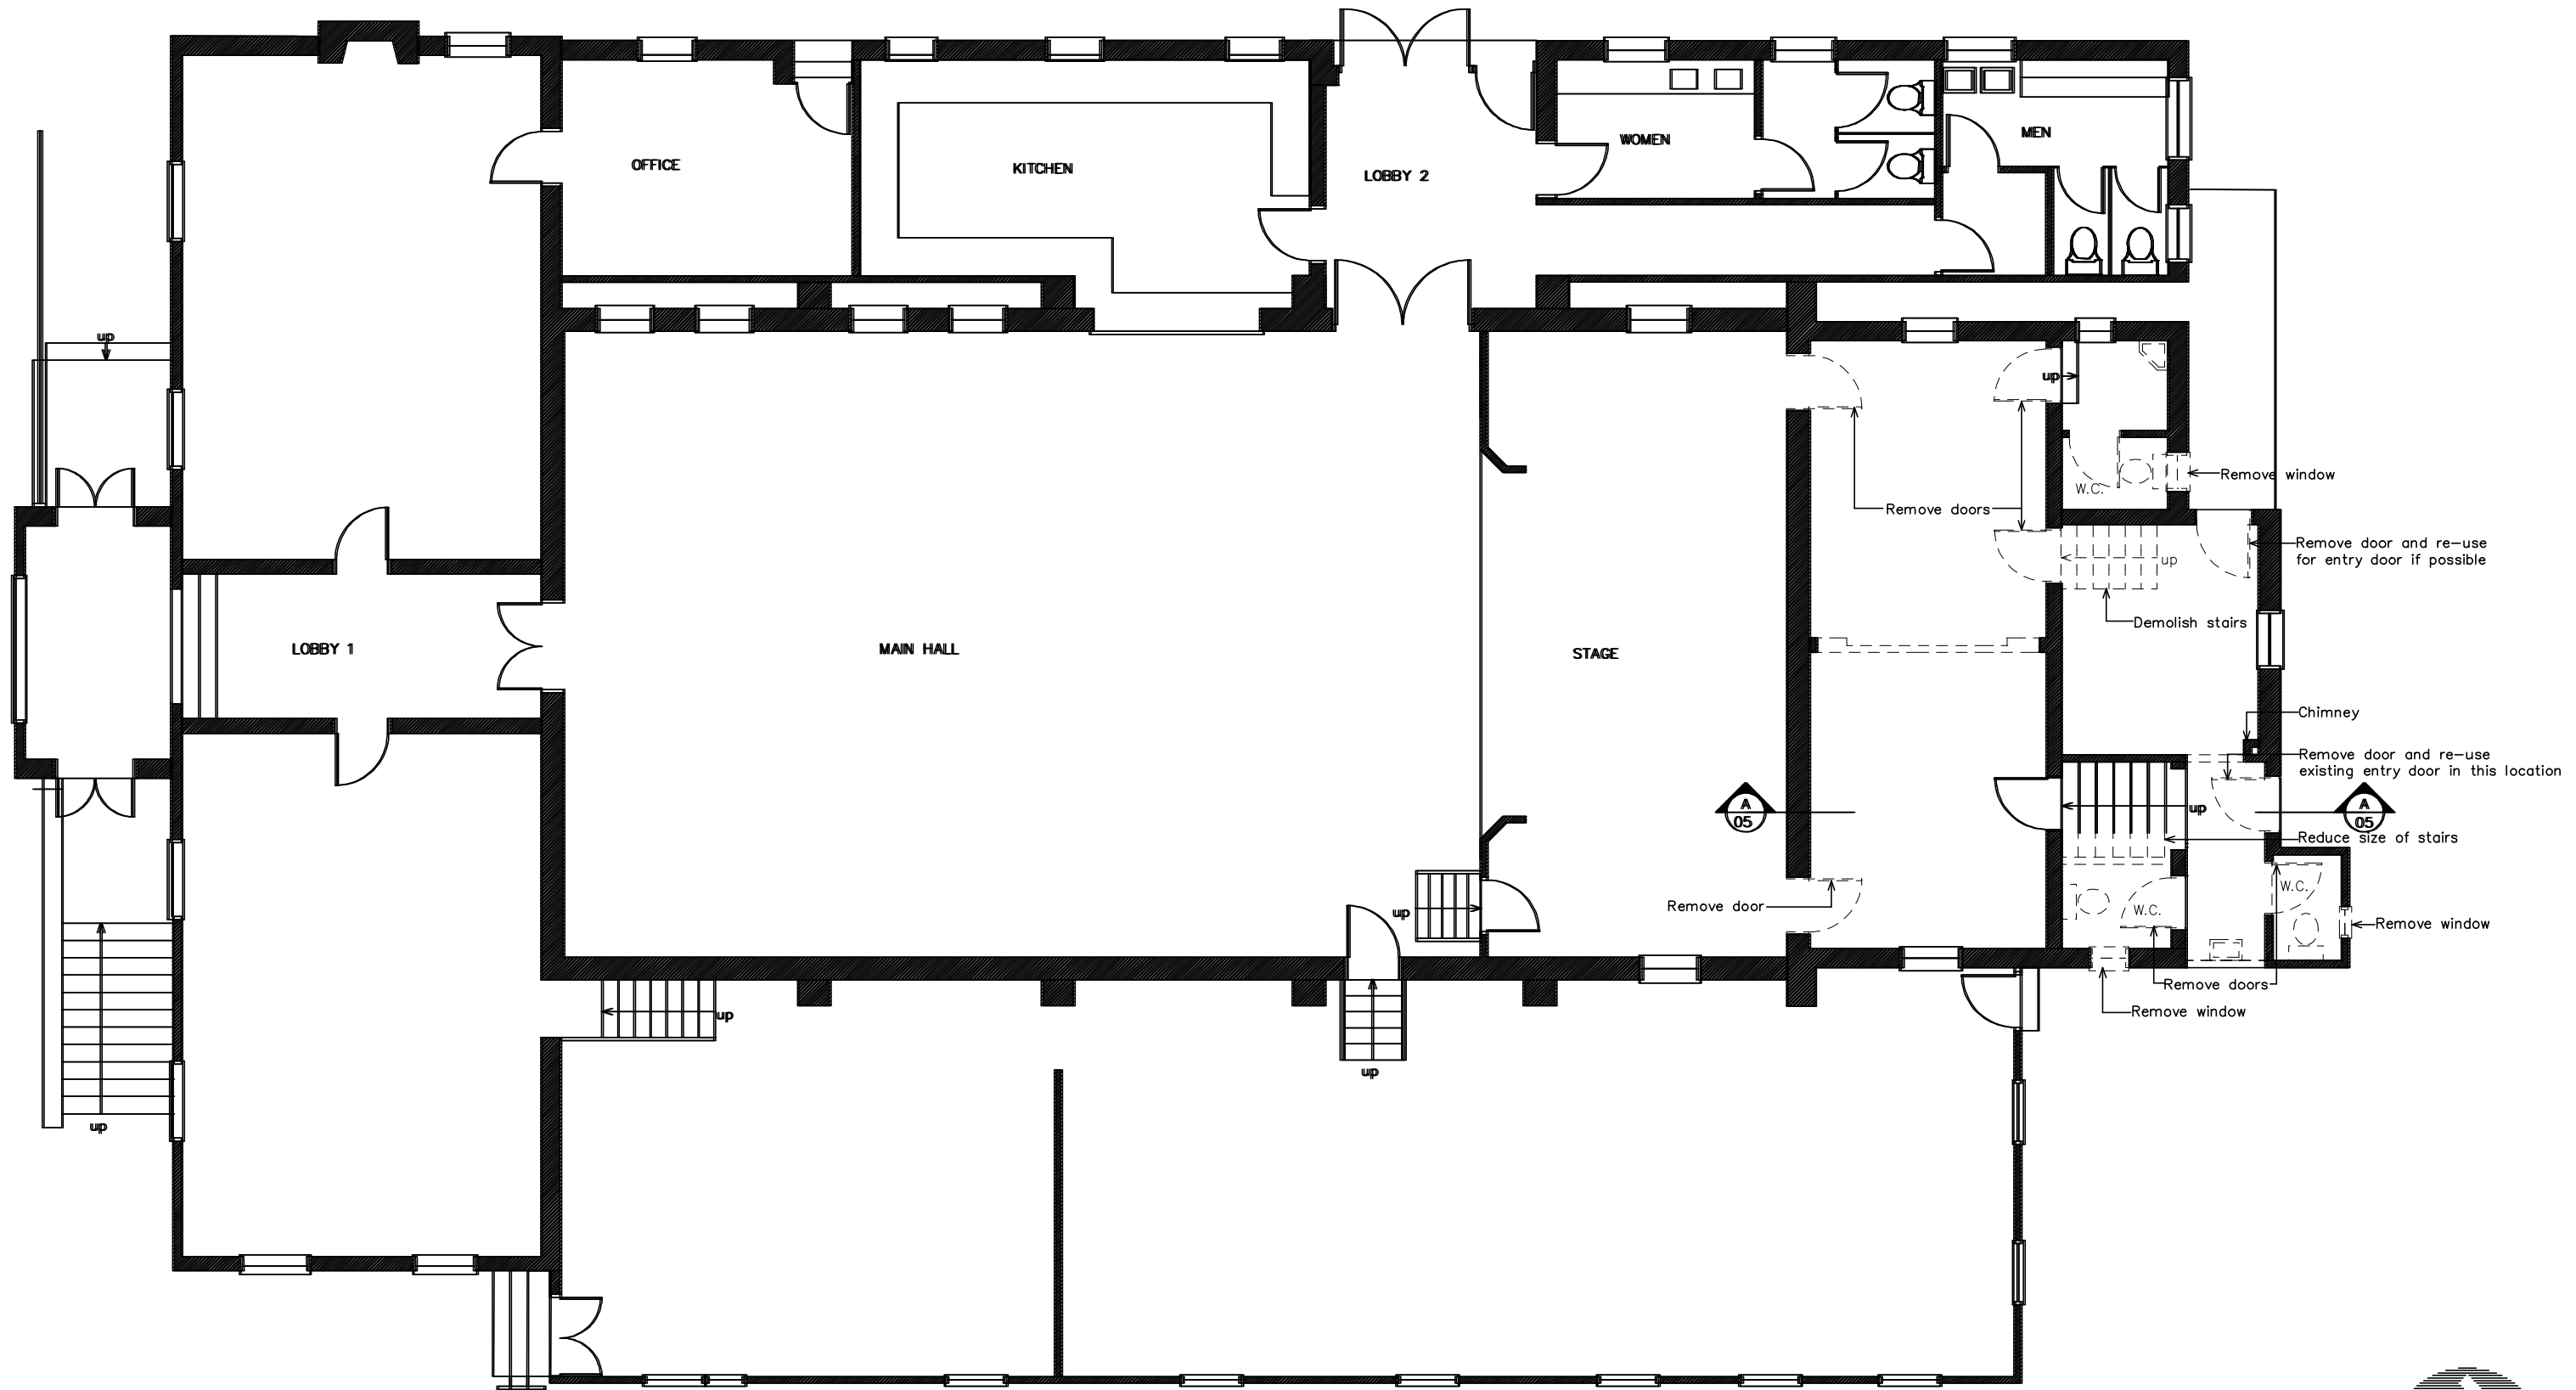 WOMEN
MEN
OFFICE
KITCHEN
LOBBY 2
up
up
Remove window
W.C.
Remove doors
Remove door and re-use
for entry door if possible
up
Demolish stairs
LOBBY 1
MAIN HALL
STAGE
Chimney
Remove door and re-use
existing entry door in this location
A
05
up
A
05
Reduce size of stairs
W.C.
Remove door
up
W.C.
Remove window
Remove doors
Remove window
up
up
up